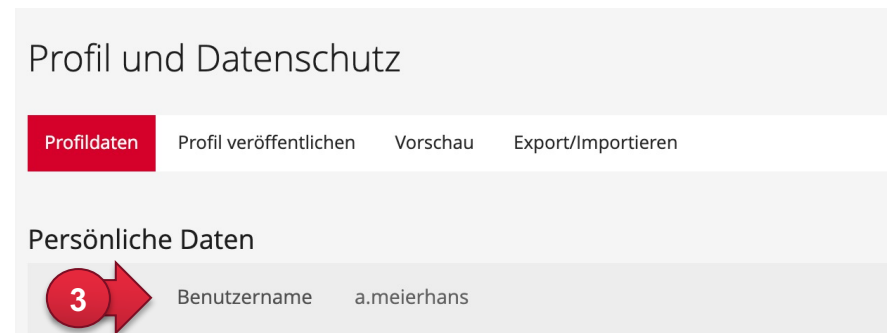 Profil und Datenschutz
Profildaten Profil veröffentlichen Vorschau Export/Importieren
Persönliche Daten
3 Benutzername a.meierhans